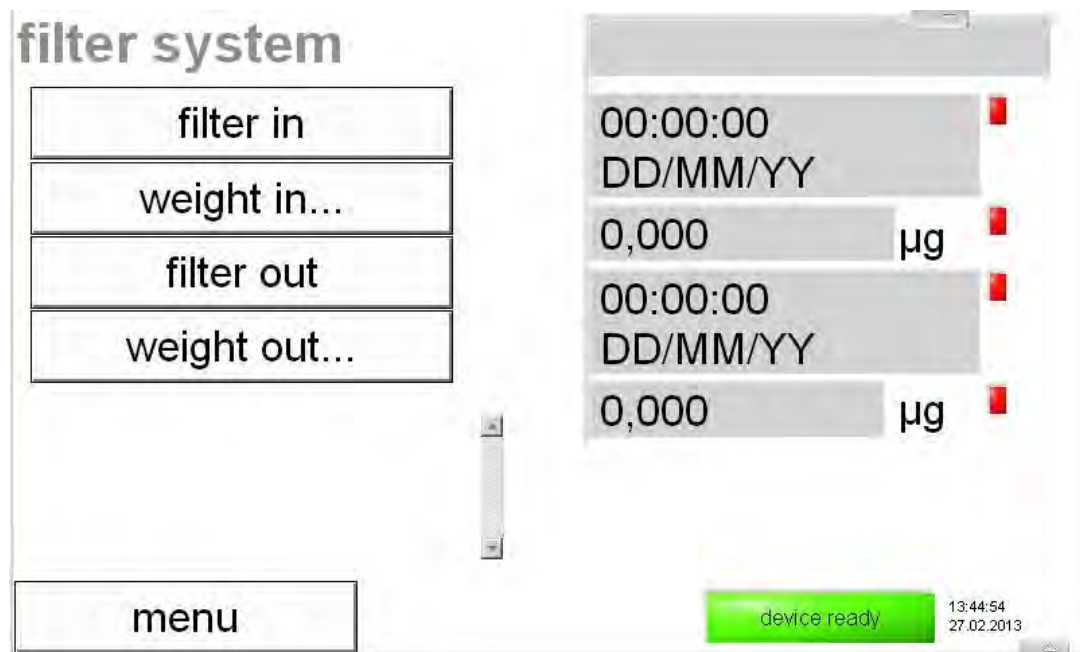 filter system
filter in
weight in...
filter out
weight out...
00:00:00
DD/MM/YY
0,000 µg
00:00:00
DD/MM/YY
0,000 µg
menu
device ready
13:44:54
27.02.2013